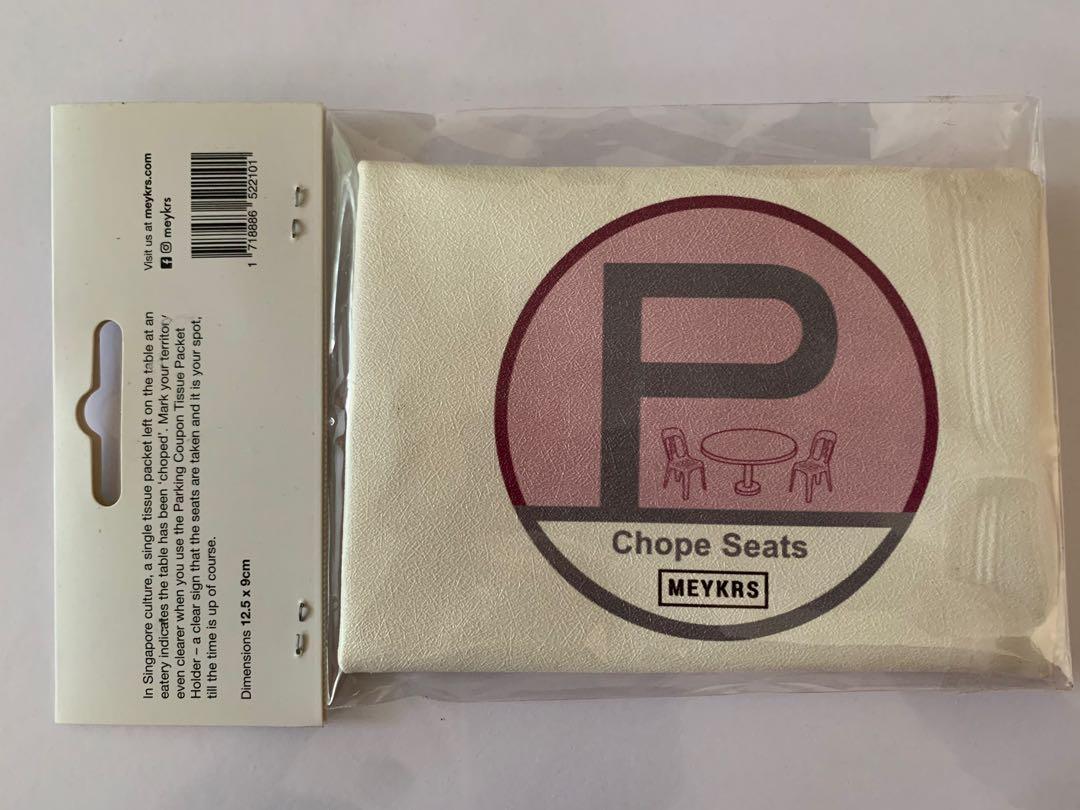 In Singapore culture, a single tissue packet left on the table at an
eatery indicates the table has been 'choped'. Mark your territory
even clearer when you use the Parking Coupon Tissue Packet
Holder – a clear sign that the seats are taken and it is your spot,
till the time is up of course.
Dimensions 12.5 x 9cm
Visit us at meykrs.com
meykrs
1 718886 522101
P
Chope Seats
MEYKRS